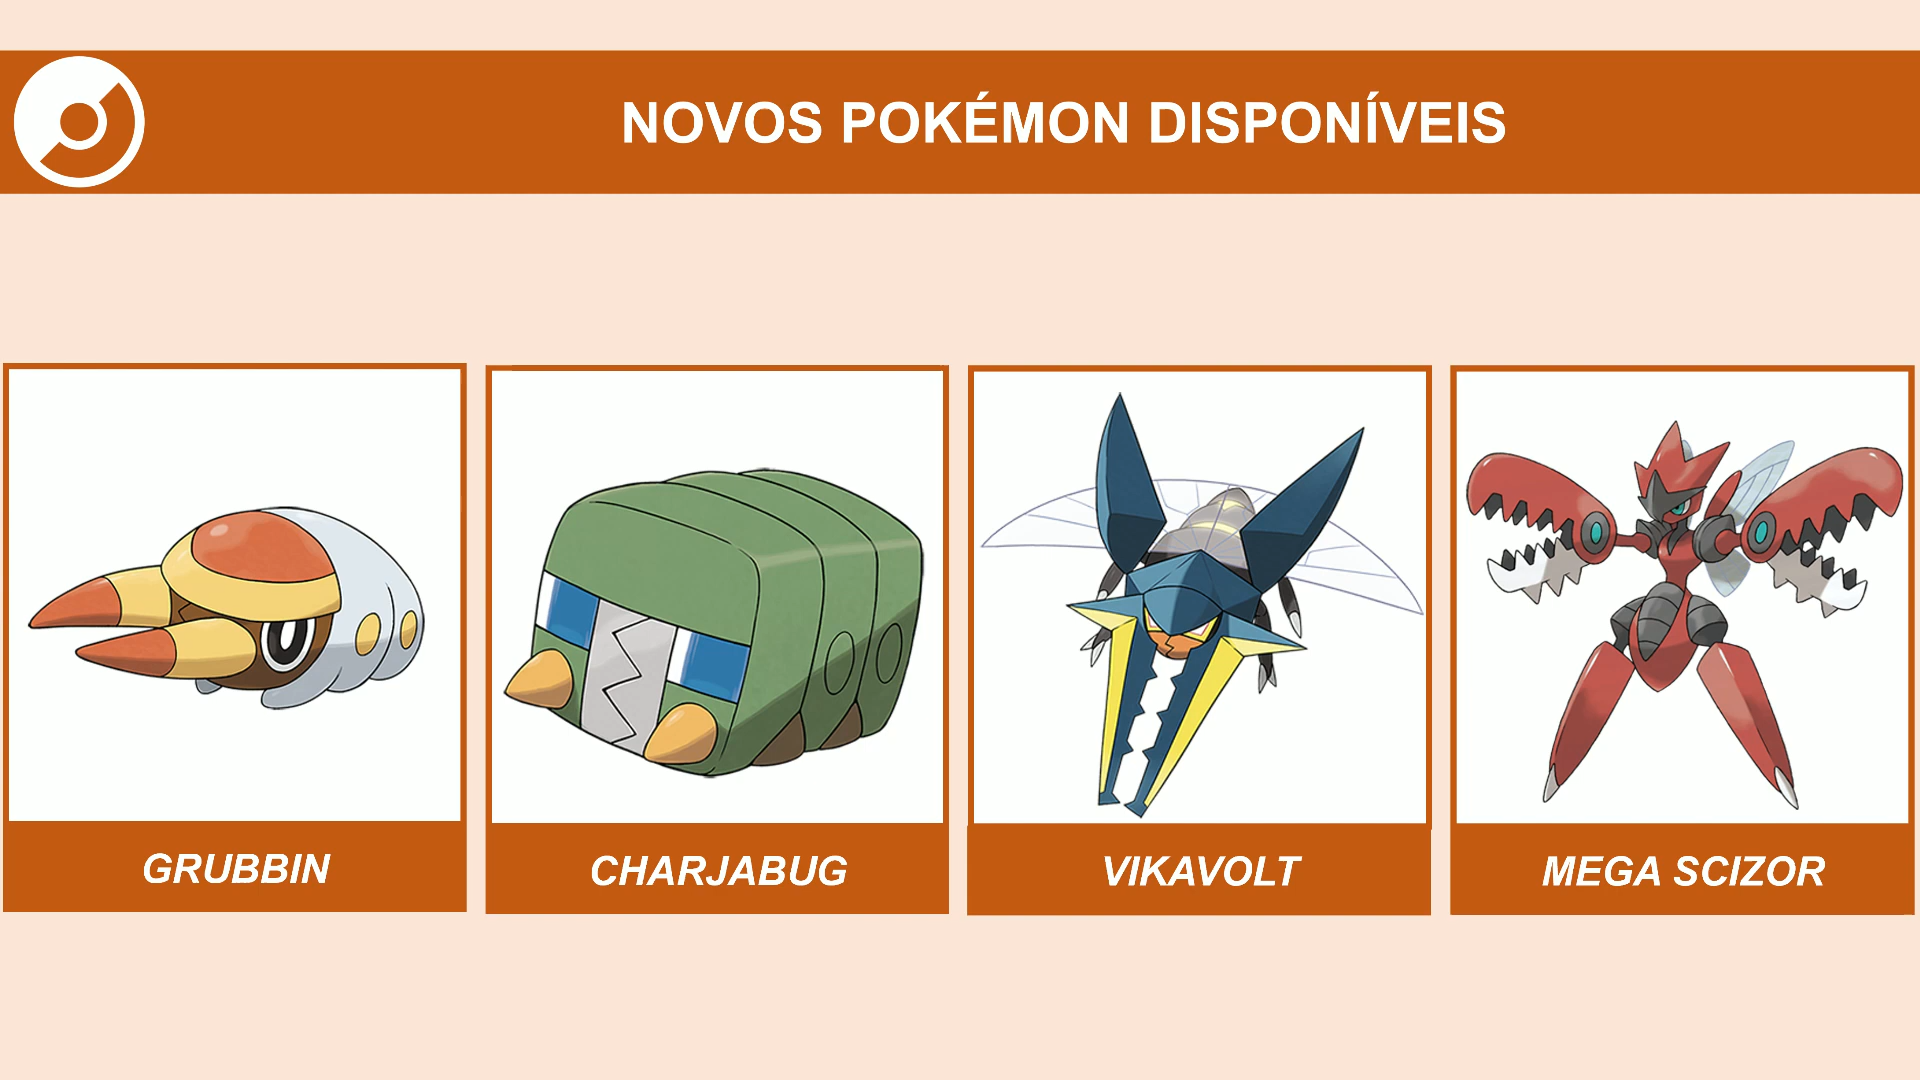 NOVOS POKÉMON DISPONÍVEIS
GRUBBIN
CHARJABUG
VIKAVOLT
MEGA SCIZOR